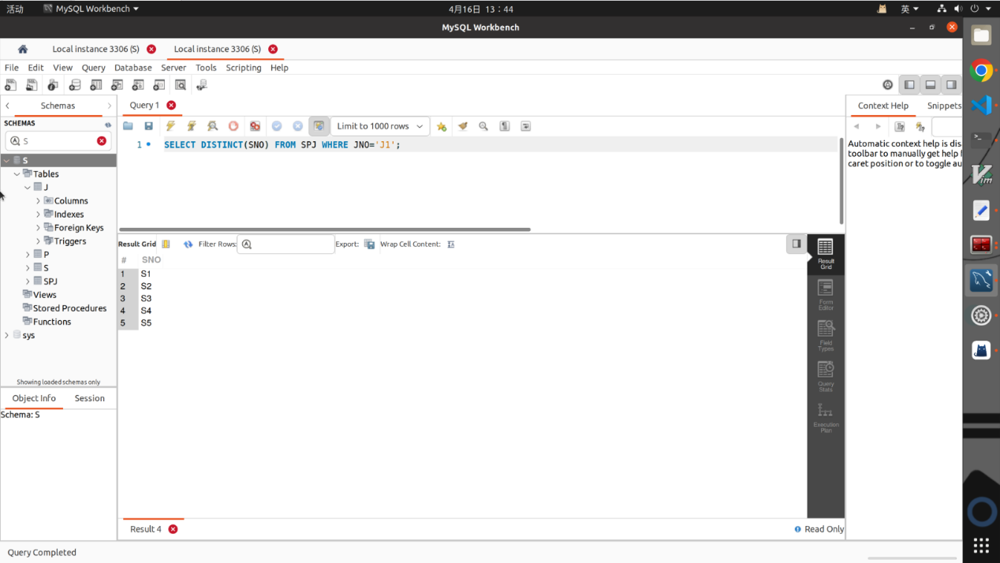 活动
MySQL Workbench
4月16日 13：44
英
MySQL Workbench
Local instance 3306 (S)
Local instance 3306 (S)
File Edit View Query Database Server Tools Scripting Help
Schemas
Query 1
Context Help
Snippets
SCHEMAS
S
Limit to 1000 rows
1
SELECT DISTINCT(SNO) FROM SPJ WHERE JNO='J1';
Automatic context help is dis
toolbar to manually get help
caret position or to toggle au
S
Tables
J
Columns
Indexes
Foreign Keys
Triggers
P
S
SPJ
Views
Stored Procedures
Functions
sys
Showing loaded schemas only
Object Info
Session
Schema: S
Result Grid
Filter Rows:
Export:
Wrap Cell Content:
# SNO
1 S1
2 S2
3 S3
4 S4
5 S5
Result
Grid
Form
Editor
Field
Types
Query
Stats
Execution
Plan
Result 4
Read Only
Query Completed
Vim